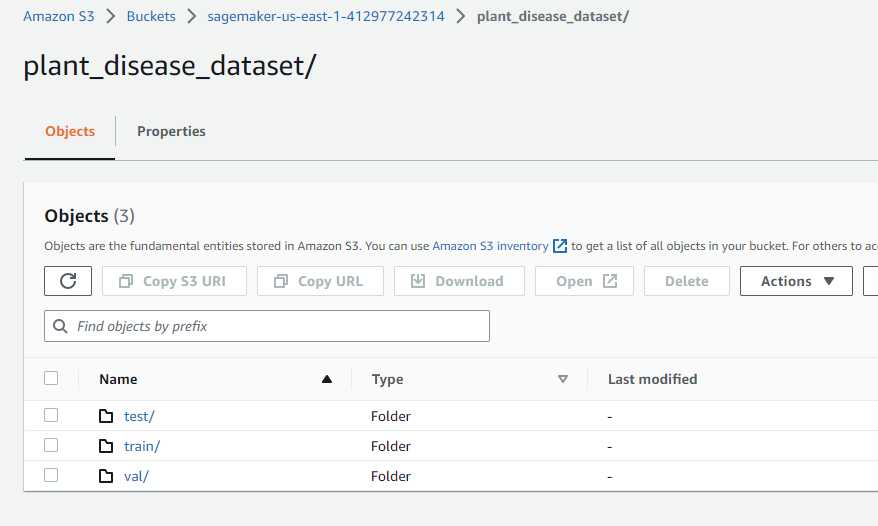 Amazon S3 > Buckets > sagemaker-us-east-1-412977242314 > plant_disease_dataset/
plant_disease_dataset/
Objects Properties
Objects (3)
Objects are the fundamental entities stored in Amazon S3. You can use Amazon S3 inventory to get a list of all objects in your bucket. For others to
Copy S3 URI Copy URL Download Open Delete Actions
Find objects by prefix
Name Type Last modified
test/ Folder -
train/ Folder -
val/ Folder -